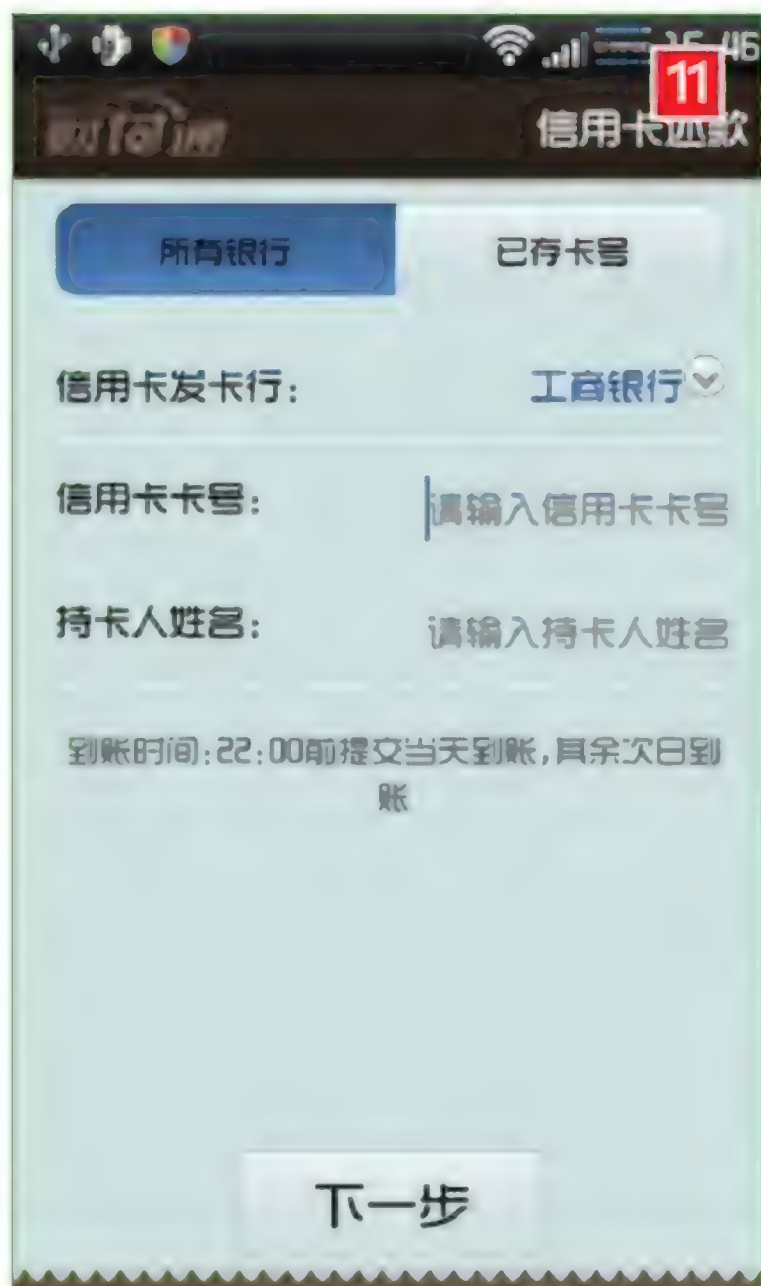 11
信用卡还款
所有银行
已存卡号
信用卡发卡行:
工商银行
信用卡卡号:
请输入信用卡卡号
持卡人姓名:
请输入持卡人姓名
到账时间:22:00前提交当天到账,其余次日到
账
下一步